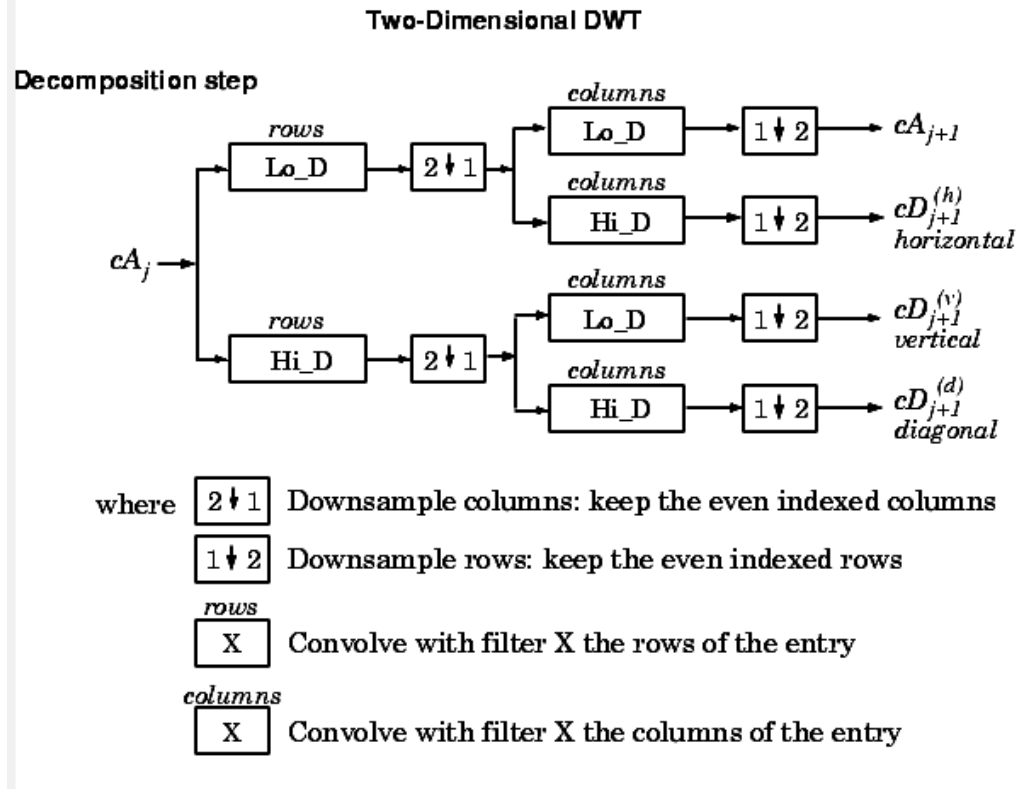 Two-Dimensional DWT
Decomposition step
columns
rows
Lo_D
1 ↓ 2
cA_{j+1}
Lo_D
2 ↓ 1
columns
Hi_D
1 ↓ 2
cD_{j+1}^{(h)}
horizontal
cA_j
columns
rows
Lo_D
1 ↓ 2
cD_{j+1}^{(v)}
vertical
Hi_D
2 ↓ 1
columns
Hi_D
1 ↓ 2
cD_{j+1}^{(d)}
diagonal
where 2 ↓ 1 Downsample columns: keep the even indexed columns
1 ↓ 2 Downsample rows: keep the even indexed rows
rows
X Convolve with filter X the rows of the entry
columns
X Convolve with filter X the columns of the entry